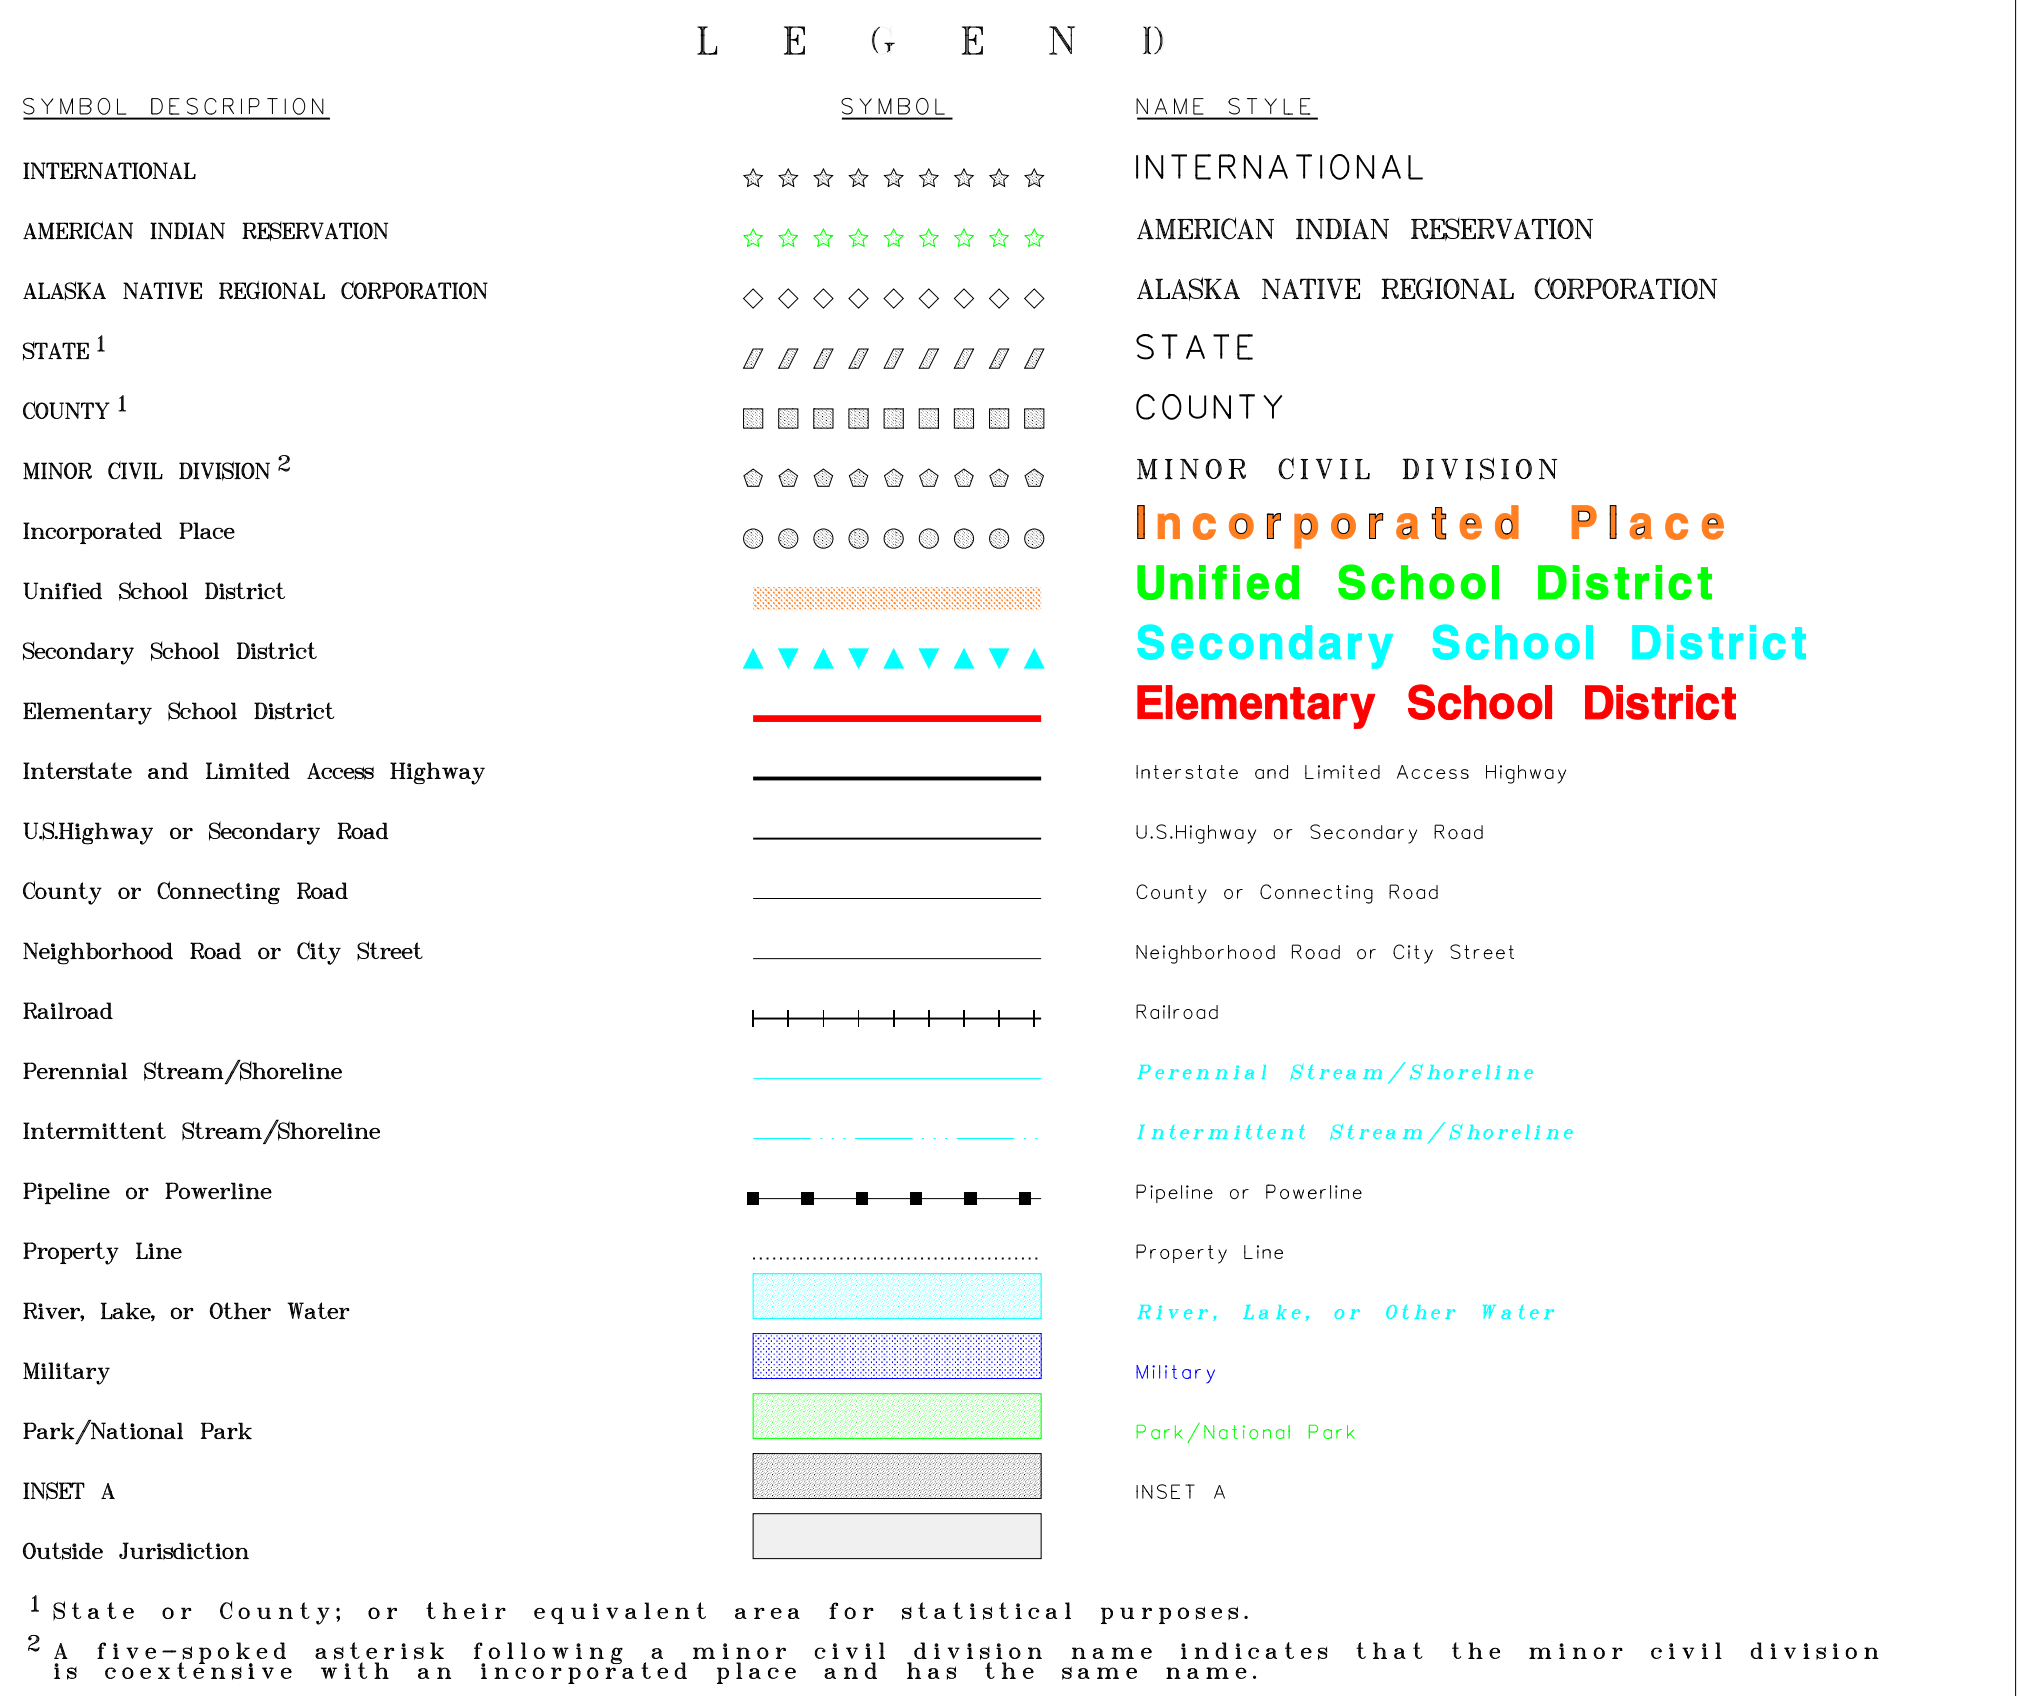 L E G E N D
SYMBOL DESCRIPTION SYMBOL NAME STYLE
INTERNATIONAL INTERNATIONAL
AMERICAN INDIAN RESERVATION AMERICAN INDIAN RESERVATION
ALASKA NATIVE REGIONAL CORPORATION ALASKA NATIVE REGIONAL CORPORATION
STATE 1 STATE
COUNTY 1 COUNTY
MINOR CIVIL DIVISION 2 MINOR CIVIL DIVISION
Incorporated Place Incorporated Place
Unified School District Unified School District
Secondary School District Secondary School District
Elementary School District Elementary School District
Interstate and Limited Access Highway Interstate and Limited Access Highway
U.S.Highway or Secondary Road U.S.Highway or Secondary Road
County or Connecting Road County or Connecting Road
Neighborhood Road or City Street Neighborhood Road or City Street
Railroad Railroad
Perennial Stream/Shoreline Perennial Stream/Shoreline
Intermittent Stream/Shoreline Intermittent Stream/Shoreline
Pipeline or Powerline Pipeline or Powerline
Property Line Property Line
River, Lake, or Other Water River, Lake, or Other Water
Military Military
Park/National Park Park/National Park
INSET A INSET A
Outside Jurisdiction
1 State or County; or their equivalent area for statistical purposes.
2 A five-spoked asterisk following a minor civil division name indicates that the minor civil division
is coextensive with an incorporated place and has the same name.